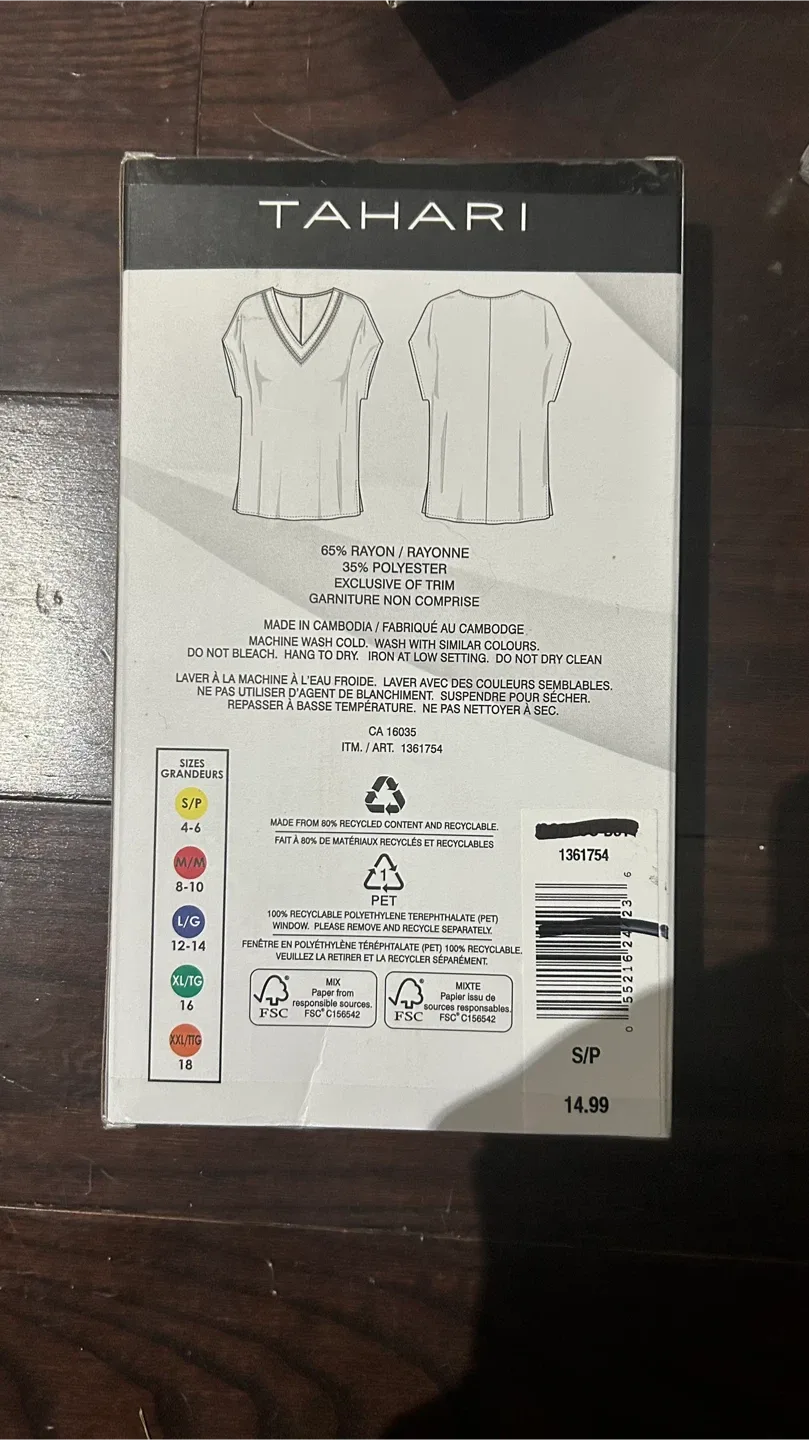 TAHARI
65% RAYON / RAYONNE
35% POLYESTER
EXCLUSIVE OF TRIM
GARNITURE NON COMPRISE
MADE IN CAMBODIA / FABRIQUÉ AU CAMBODGE
MACHINE WASH COLD. WASH WITH SIMILAR COLOURS.
DO NOT BLEACH. HANG TO DRY. IRON AT LOW SETTING. DO NOT DRY CLEAN
LAVER À LA MACHINE À L'EAU FROIDE. LAVER AVEC DES COULEURS SEMBLABLES.
NE PAS UTILISER D'AGENT DE BLANCHIMENT. SUSPENDRE POUR SÉCHER.
REPASSER À BASSE TEMPÉRATURE. NE PAS NETTOYER À SEC.
CA 16035
ITM. / ART. 1361754
SIZES
GRANDEURS
S/P
4-6
M/M
8-10
L/G
12-14
XL/TG
16
XXL/TTG
18
MADE FROM 80% RECYCLED CONTENT AND RECYCLABLE.
FAIT À 80% DE MATÉRIAUX RECYCLÉS ET RECYCLABLES
1
PET
100% RECYCLABLE POLYETHYLENE TEREPHTHALATE (PET)
WINDOW. PLEASE REMOVE AND RECYCLE SEPARATELY.
FENÊTRE EN POLYÉTHYLÈNE TÉRÉPHTALATE (PET) 100% RECYCLABLE.
VEUILLEZ LA RETIRER ET LA RECYCLER SÉPARÉMENT.
FSC®
MIX
Paper from
responsible sources.
FSC® C156542
FSC®
MIXTE
Papier issu de
sources responsables.
FSC® C156542
1361754
0 55216 24123 6
S/P
14.99